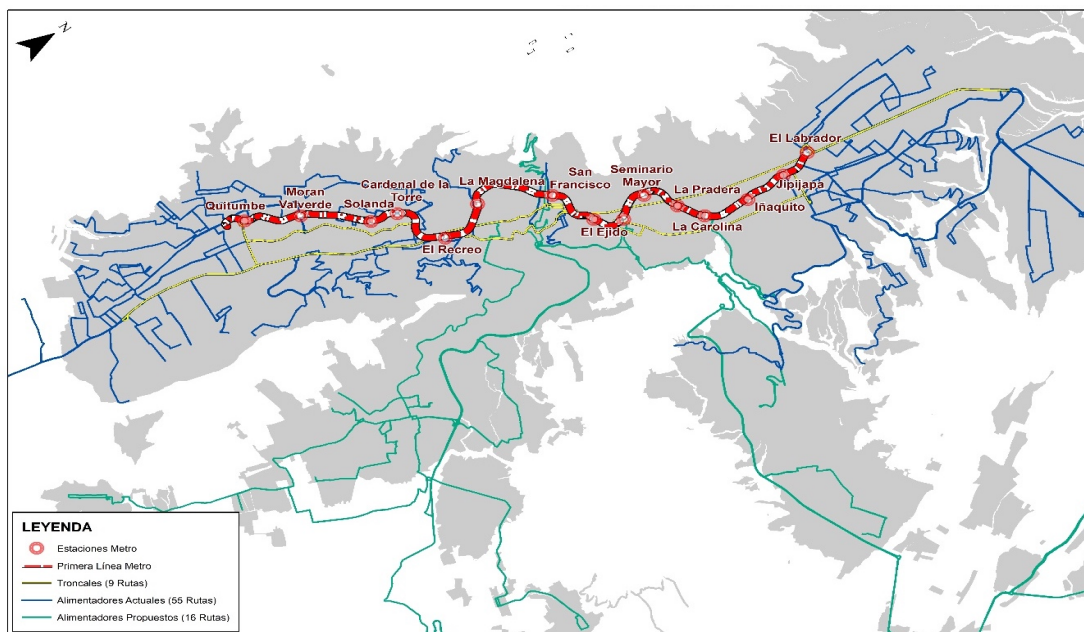 N
El Labrador
Seminario
Mayor
San
Francisco
La Magdalena
Cardenal de la
Torre
Moran
Valverde
Quitumbe
Solanda
La Pradera
Jipijapa
Iñaquito
La Carolina
El Ejido
El Recreo
LEYENDA
Estaciones Metro
Primera Línea Metro
Troncales (9 Rutas)
Alimentadores Actuales (55 Rutas)
Alimentadores Propuestos (16 Rutas)